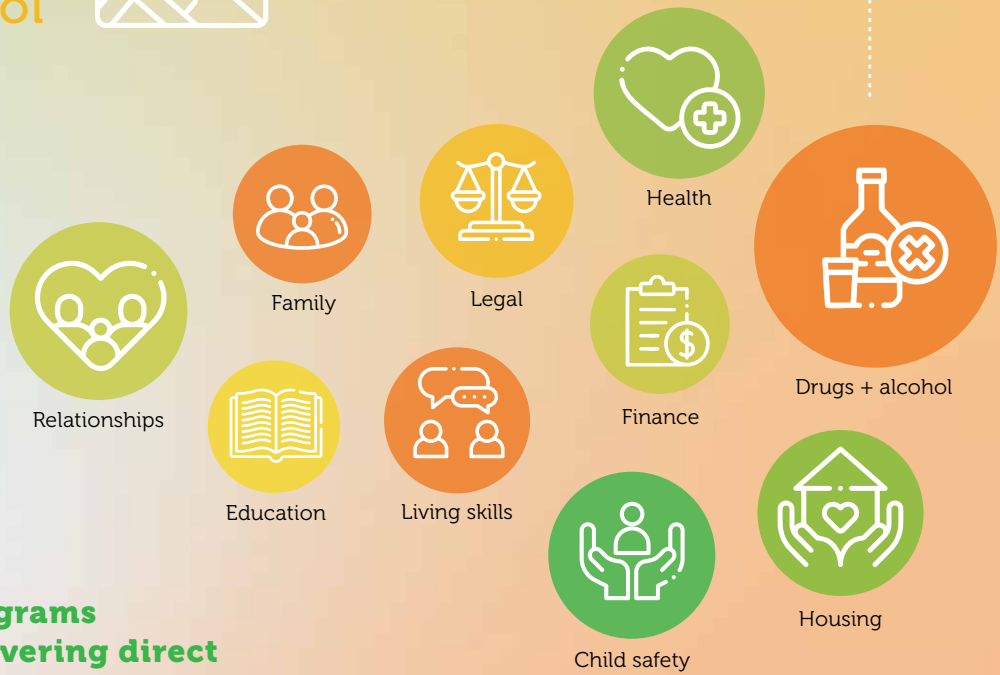 Health
Family
Legal
Drugs + alcohol
Relationships
Finance
Education
Living skills
Housing
Child safety
grams
vering direct